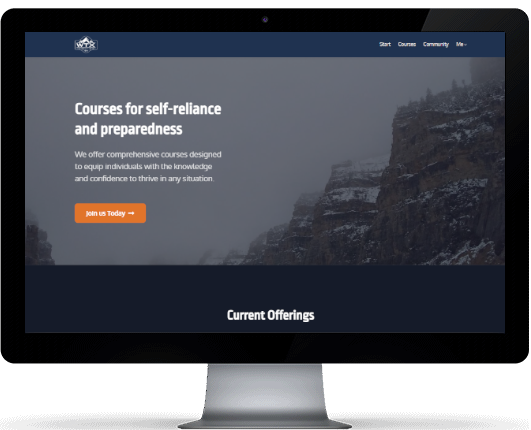 WTK
Start Courses Community Me
Courses for self-reliance
and preparedness
We offer comprehensive courses designed
to equip individuals with the knowledge
and confidence to thrive in any situation.
Join us Today →
Current Offerings